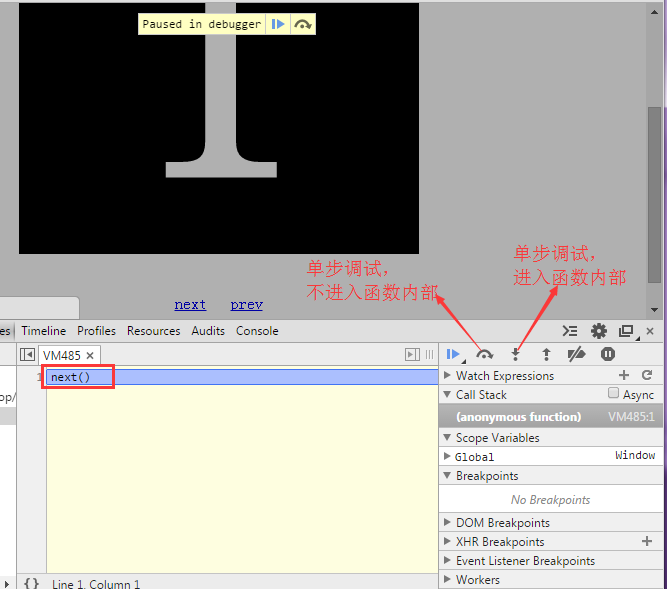 Paused in debugger
单步调试，
不进入函数内部
单步调试，
进入函数内部
next prev
es Timeline Profiles Resources Audits Console
VM485 ×
1 next()
op/
Watch Expressions
Call Stack Async
(anonymous function) VM485:1
Scope Variables
Global Window
Breakpoints
No Breakpoints
DOM Breakpoints
XHR Breakpoints
Event Listener Breakpoints
Workers
{} Line 1, Column 1